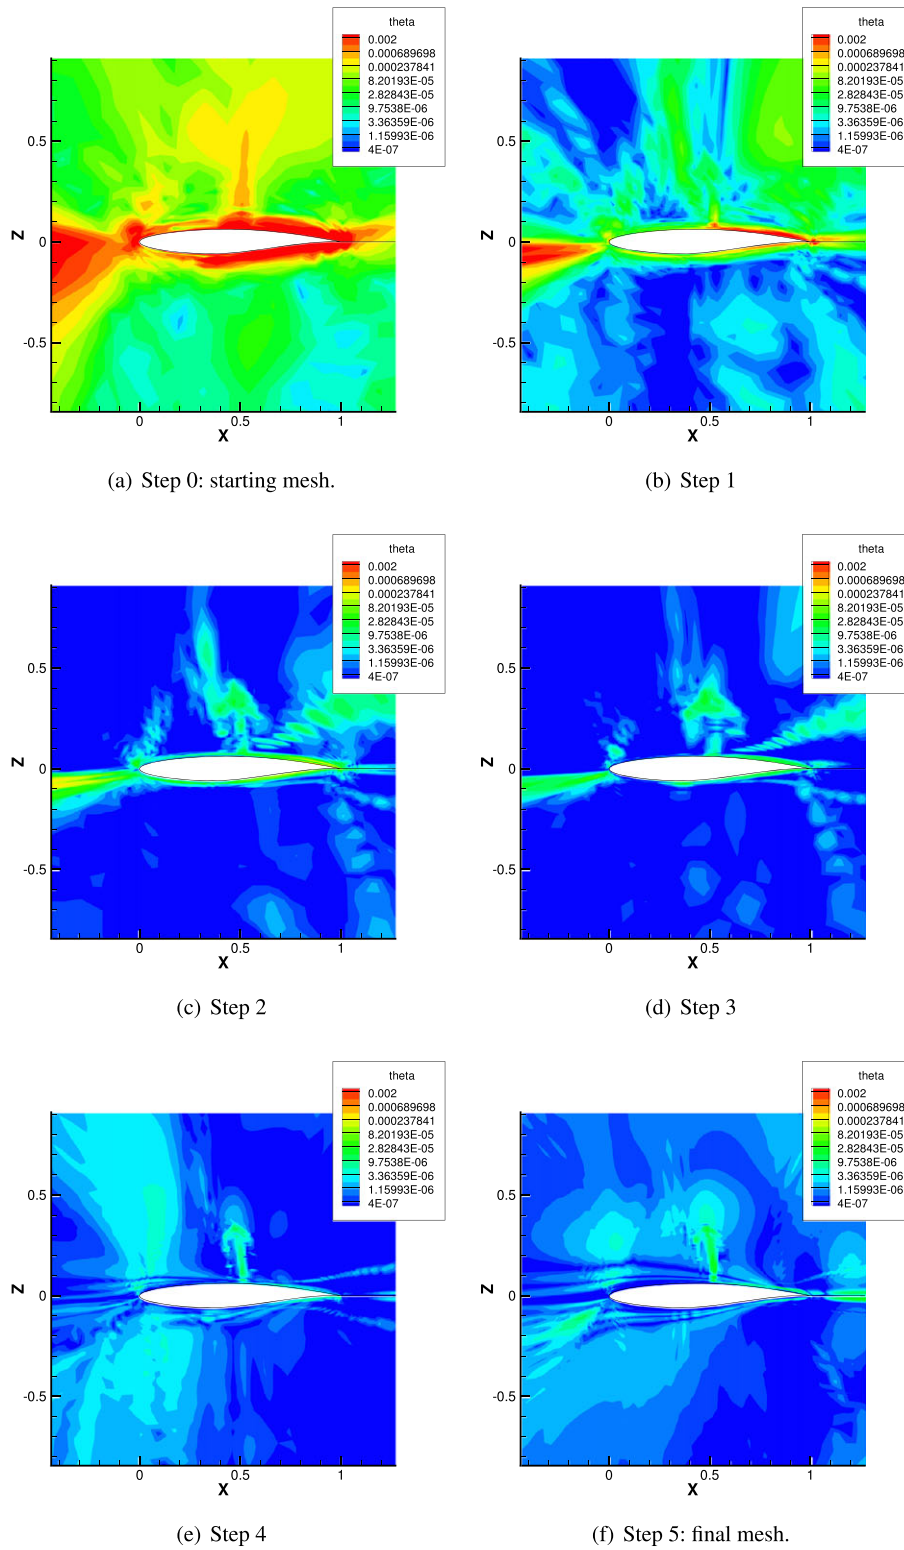 theta
0.002
0.000689698
0.000237841
8.20193E-05
2.82843E-05
9.7538E-06
3.36359E-06
1.15993E-06
4E-07
0.5
0
-0.5
Z
0 0.5 1
X
(a) Step 0: starting mesh.
theta
0.002
0.000689698
0.000237841
8.20193E-05
2.82843E-05
9.7538E-06
3.36359E-06
1.15993E-06
4E-07
0.5
0
-0.5
Z
0 0.5 1
X
(b) Step 1
theta
0.002
0.000689698
0.000237841
8.20193E-05
2.82843E-05
9.7538E-06
3.36359E-06
1.15993E-06
4E-07
0.5
0
-0.5
Z
0 0.5 1
X
(c) Step 2
theta
0.002
0.000689698
0.000237841
8.20193E-05
2.82843E-05
9.7538E-06
3.36359E-06
1.15993E-06
4E-07
0.5
0
-0.5
Z
0 0.5 1
X
(d) Step 3
theta
0.002
0.000689698
0.000237841
8.20193E-05
2.82843E-05
9.7538E-06
3.36359E-06
1.15993E-06
4E-07
0.5
0
-0.5
Z
0 0.5 1
X
(e) Step 4
theta
0.002
0.000689698
0.000237841
8.20193E-05
2.82843E-05
9.7538E-06
3.36359E-06
1.15993E-06
4E-07
0.5
0
-0.5
Z
0 0.5 1
X
(f) Step 5: final mesh.